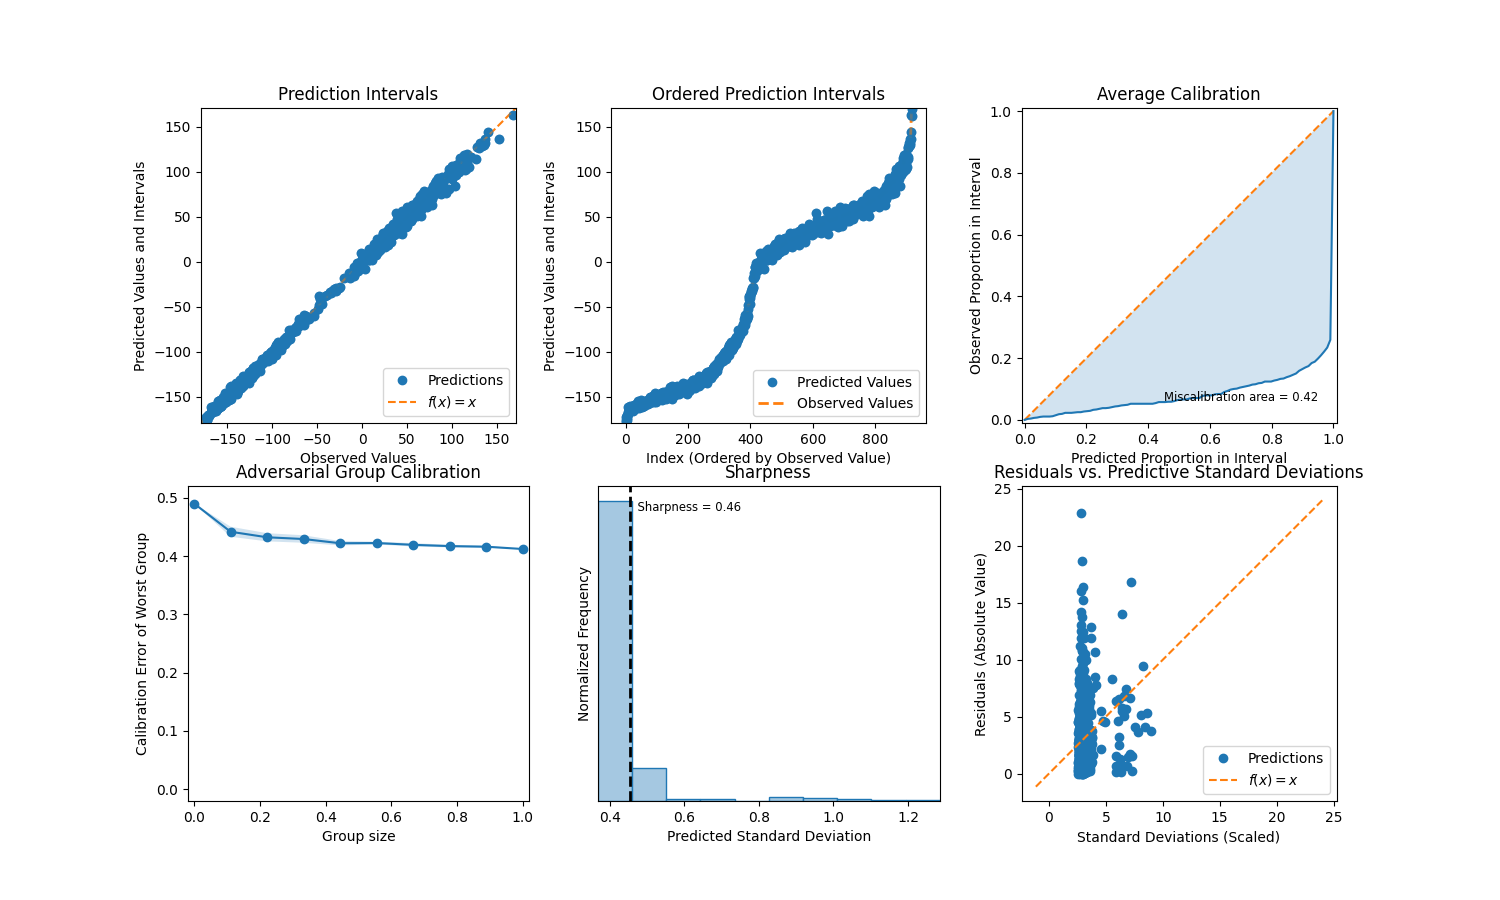 Prediction Intervals
Predicted Values and Intervals
150
100
50
0
−50
−100
−150
Predictions
f(x) = x
−150 −100 −50 0 50 100 150
Observed Values
Ordered Prediction Intervals
Predicted Values and Intervals
150
100
50
0
−50
−100
−150
Predicted Values
Observed Values
0 200 400 600 800
Index (Ordered by Observed Value)
Average Calibration
Observed Proportion in Interval
1.0
0.8
0.6
0.4
0.2
0.0
Miscalibration area = 0.42
0.0 0.2 0.4 0.6 0.8 1.0
Predicted Proportion in Interval
Adversarial Group Calibration
Calibration Error of Worst Group
0.5
0.4
0.3
0.2
0.1
0.0
0.0 0.2 0.4 0.6 0.8 1.0
Group size
Sharpness
Normalized Frequency
Sharpness = 0.46
0.4 0.6 0.8 1.0 1.2
Predicted Standard Deviation
Residuals vs. Predictive Standard Deviations
Residuals (Absolute Value)
25
20
15
10
5
0
Predictions
f(x) = x
0 5 10 15 20 25
Standard Deviations (Scaled)